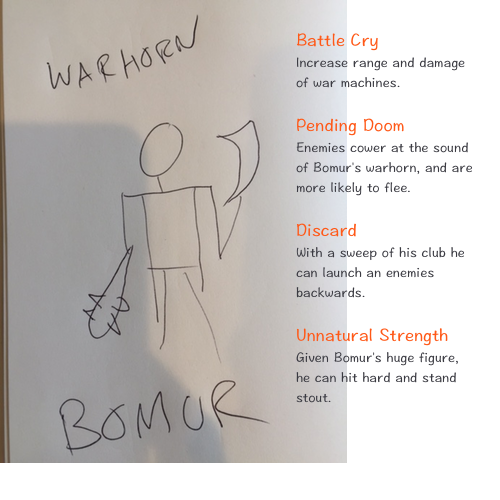 WARHORN
BOMUR
Battle Cry
Increase range and damage
of war machines.
Pending Doom
Enemies cower at the sound
of Bomur's warhorn, and are
more likely to flee.
Discard
With a sweep of his club he
can launch an enemies
backwards.
Unnatural Strength
Given Bomur's huge figure,
he can hit hard and stand
stout.